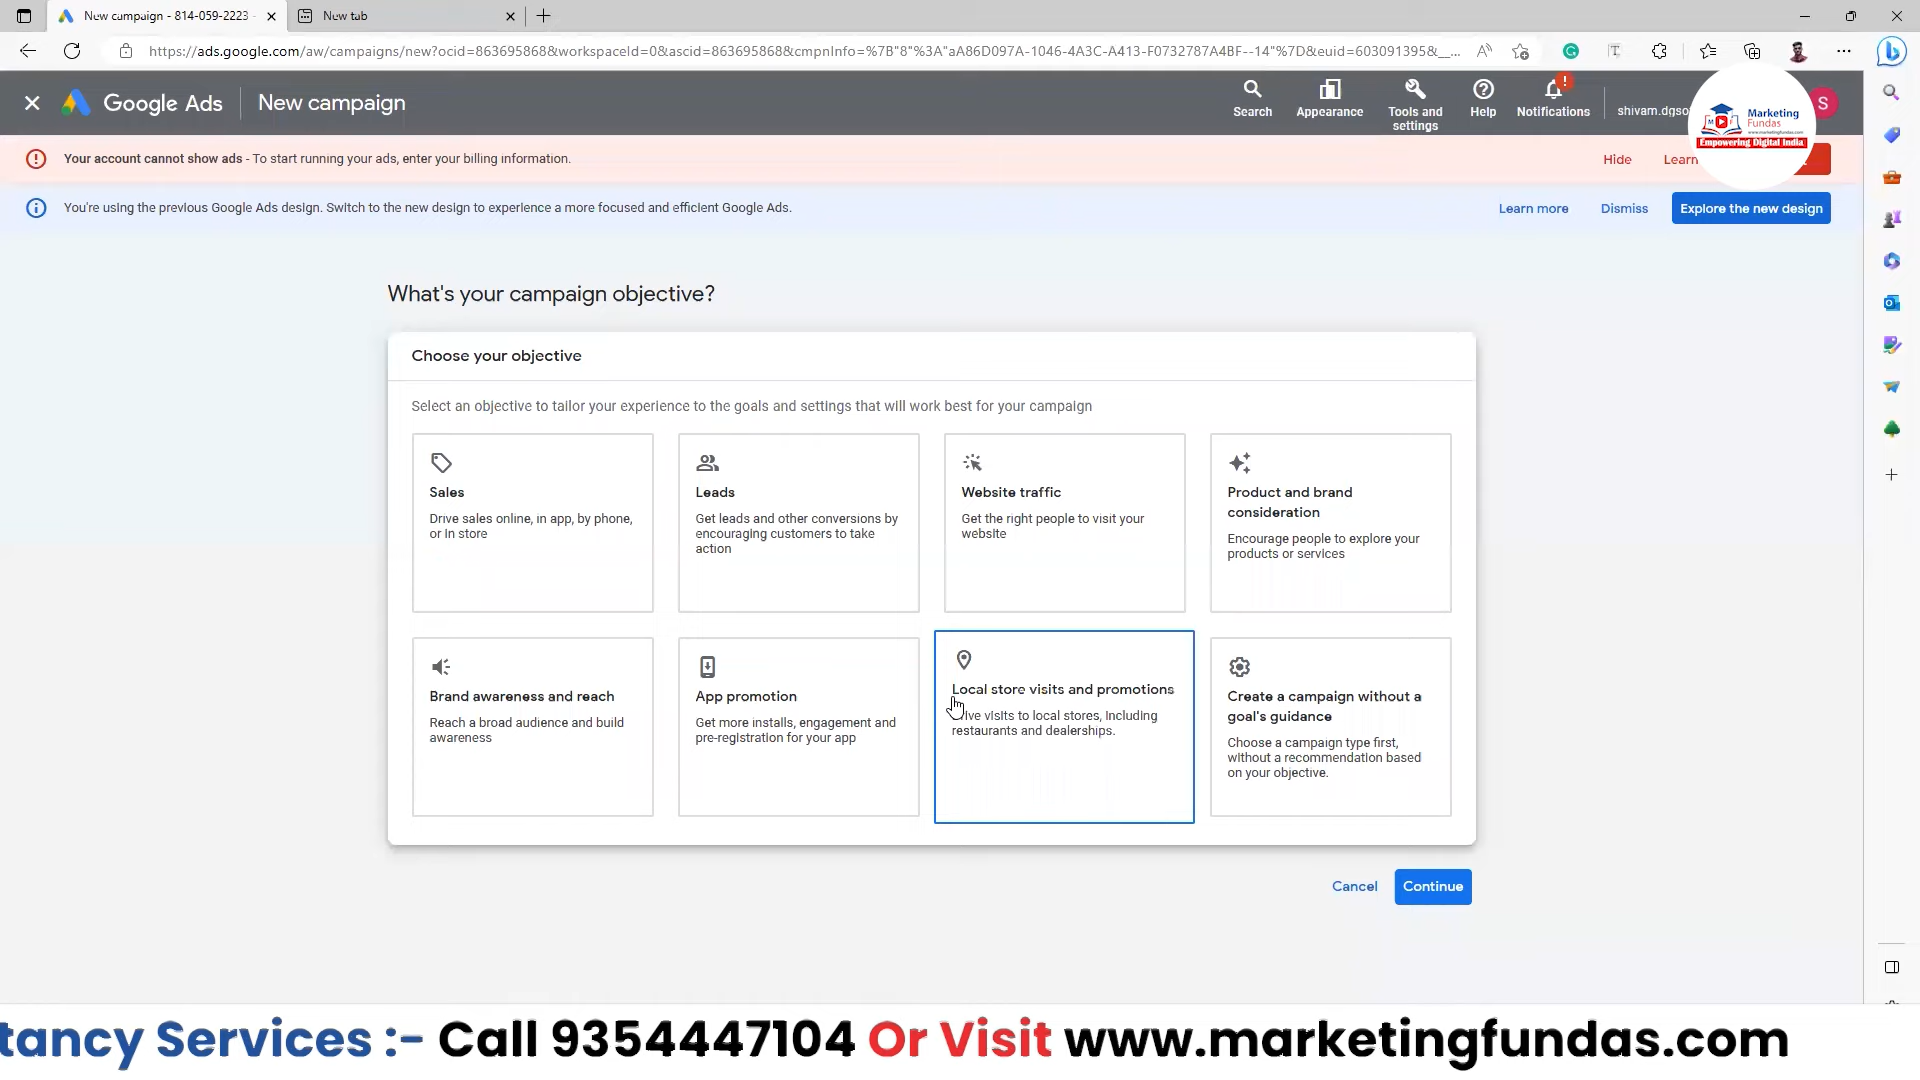 New campaign - 814-059-2223 -
New tab
https://ads.google.com/aw/campaigns/new?ocid=863695868&workspaceId=0&ascid=863695868&cmpnInfo=%7B"8"%3A"aA86D097A-1046-4A3C-A413-F0732787A4BF--14"%7D&euid=603091395&__...
Google Ads
New campaign
Search
Appearance
Tools and
settings
Help
Notifications
shivam.dgso
S
Marketing
Fundas
www.marketingfundas.com
Empowering Digital India
Your account cannot show ads - To start running your ads, enter your billing information.
Hide
Learn
You're using the previous Google Ads design. Switch to the new design to experience a more focused and efficient Google Ads.
Learn more
Dismiss
Explore the new design
What's your campaign objective?
Choose your objective
Select an objective to tailor your experience to the goals and settings that will work best for your campaign
Sales
Drive sales online, in app, by phone,
or in store
Leads
Get leads and other conversions by
encouraging customers to take
action
Website traffic
Get the right people to visit your
website
Product and brand
consideration
Encourage people to explore your
products or services
Brand awareness and reach
Reach a broad audience and build
awareness
App promotion
Get more installs, engagement and
pre-registration for your app
Local store visits and promotions
visits to local stores, including
restaurants and dealerships.
Create a campaign without a
goal's guidance
Choose a campaign type first,
without a recommendation based
on your objective.
Cancel
Continue
tancy Services :- Call 9354447104 Or Visit www.marketingfundas.com